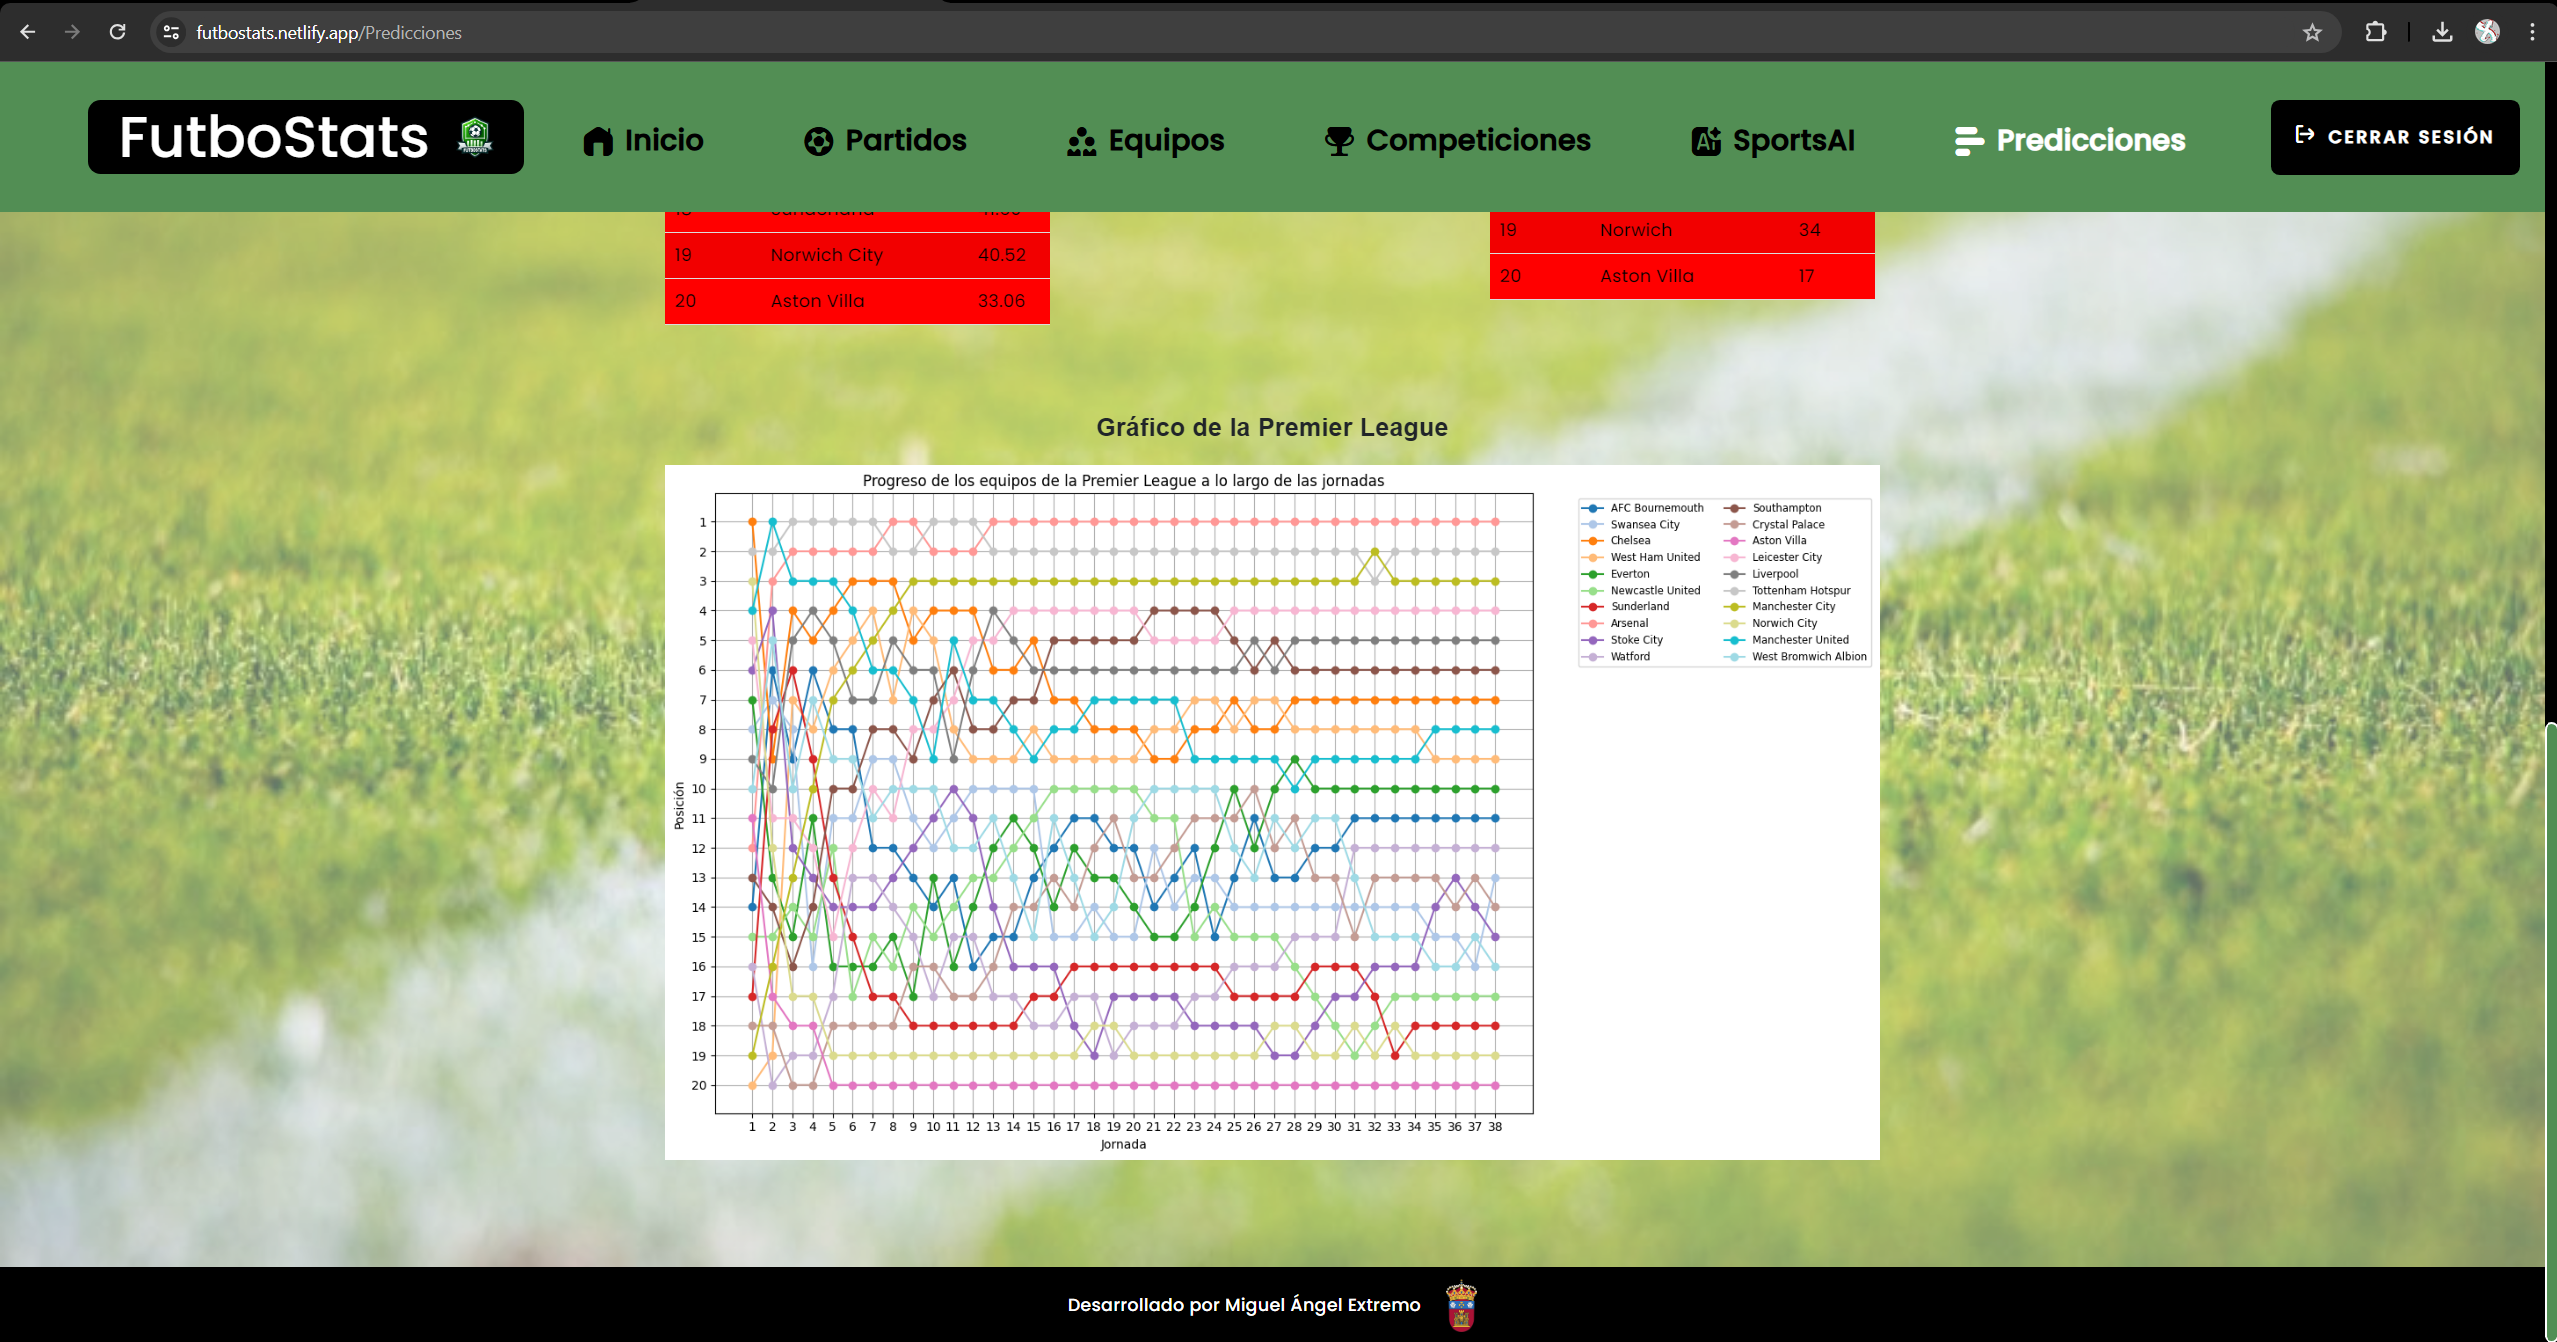 futbostats.netlify.app/Predicciones
FutboStats
Inicio
Partidos
Equipos
Competiciones
SportsAI
Predicciones
CERRAR SESIÓN
19 Norwich City 40.52
20 Aston Villa 33.06
19 Norwich 34
20 Aston Villa 17
Gráfico de la Premier League
Progreso de los equipos de la Premier League a lo largo de las jornadas
Posición
1
2
3
4
5
6
7
8
9
10
11
12
13
14
15
16
17
18
19
20
1 2 3 4 5 6 7 8 9 10 11 12 13 14 15 16 17 18 19 20 21 22 23 24 25 26 27 28 29 30 31 32 33 34 35 36 37 38
Jornada
AFC Bournemouth
Swansea City
Chelsea
West Ham United
Everton
Newcastle United
Sunderland
Arsenal
Stoke City
Watford
Southampton
Crystal Palace
Aston Villa
Leicester City
Liverpool
Tottenham Hotspur
Manchester City
Norwich City
Manchester United
West Bromwich Albion
Desarrollado por Miguel Ángel Extremo